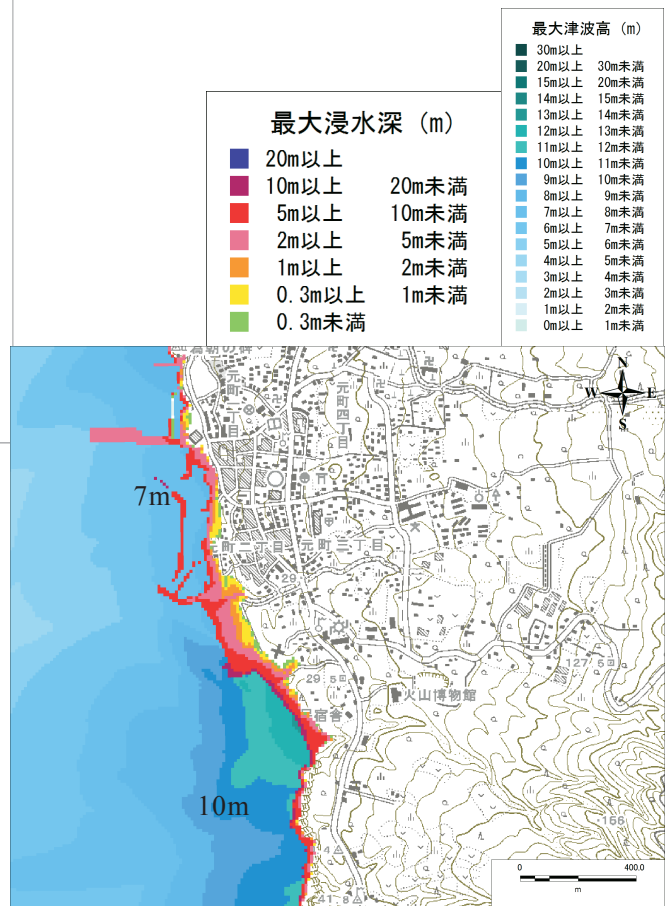 最大津波高 (m)
30m以上
20m以上 30m未満
15m以上 20m未満
14m以上 15m未満
13m以上 14m未満
12m以上 13m未満
11m以上 12m未満
10m以上 11m未満
9m以上 10m未満
8m以上 9m未満
7m以上 8m未満
6m以上 7m未満
5m以上 6m未満
4m以上 5m未満
3m以上 4m未満
2m以上 3m未満
1m以上 2m未満
0m以上 1m未満
最大浸水深 (m)
20m以上
10m以上 20m未満
5m以上 10m未満
2m以上 5m未満
1m以上 2m未満
0.3m以上 1m未満
0.3m未満
N
W E
S
元町四丁目
7m
町二丁目
元町三丁目
29
127.5
29.5
火山博物館
宿舎
10m
166
4
41
8
0 400.0
m